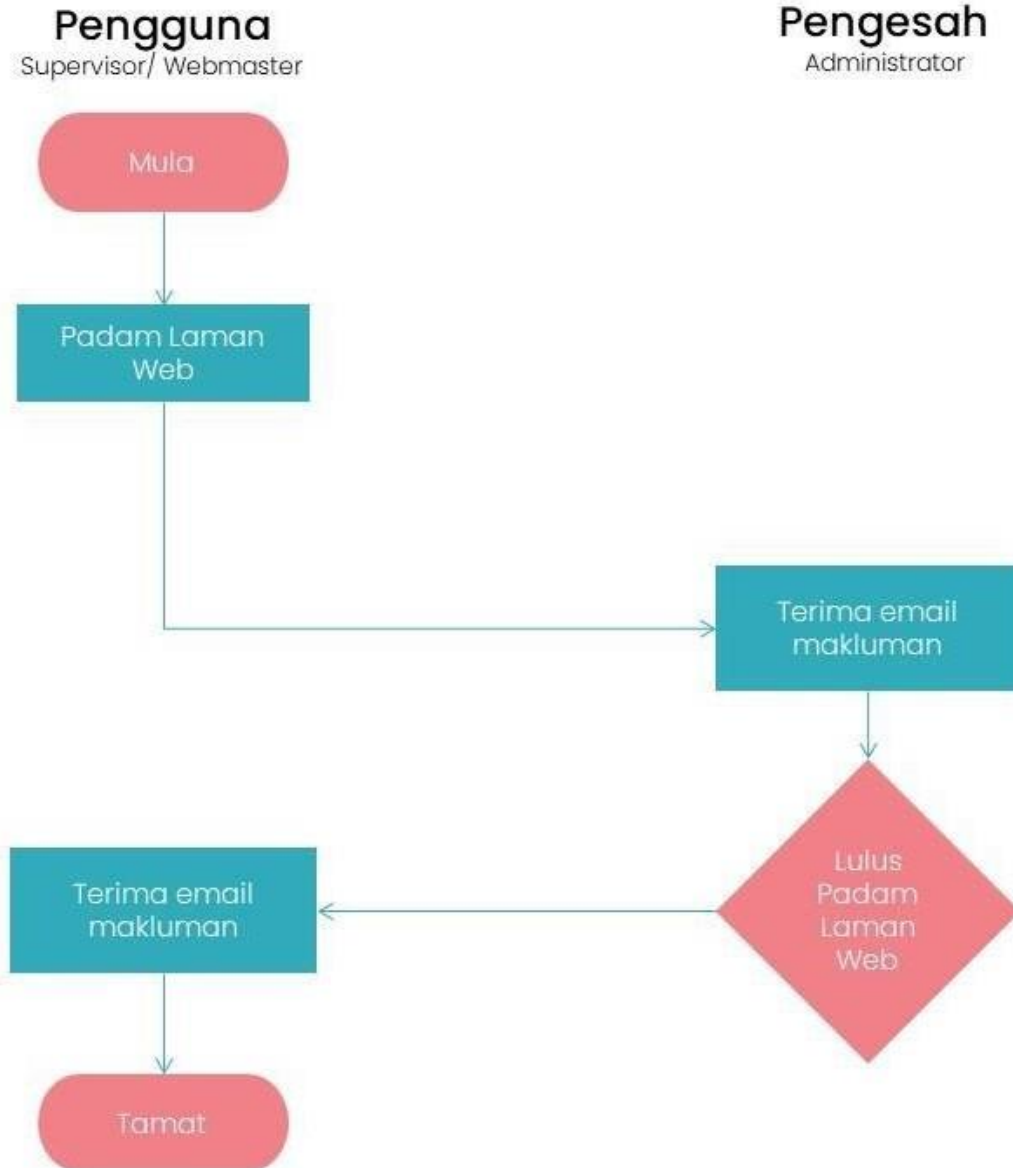 Pengguna
Supervisor/ Webmaster
Pengesah
Administrator
Mula
Padam Laman
Web
Terima email
makluman
Lulus
Padam
Laman
Web
Terima email
makluman
Tamat